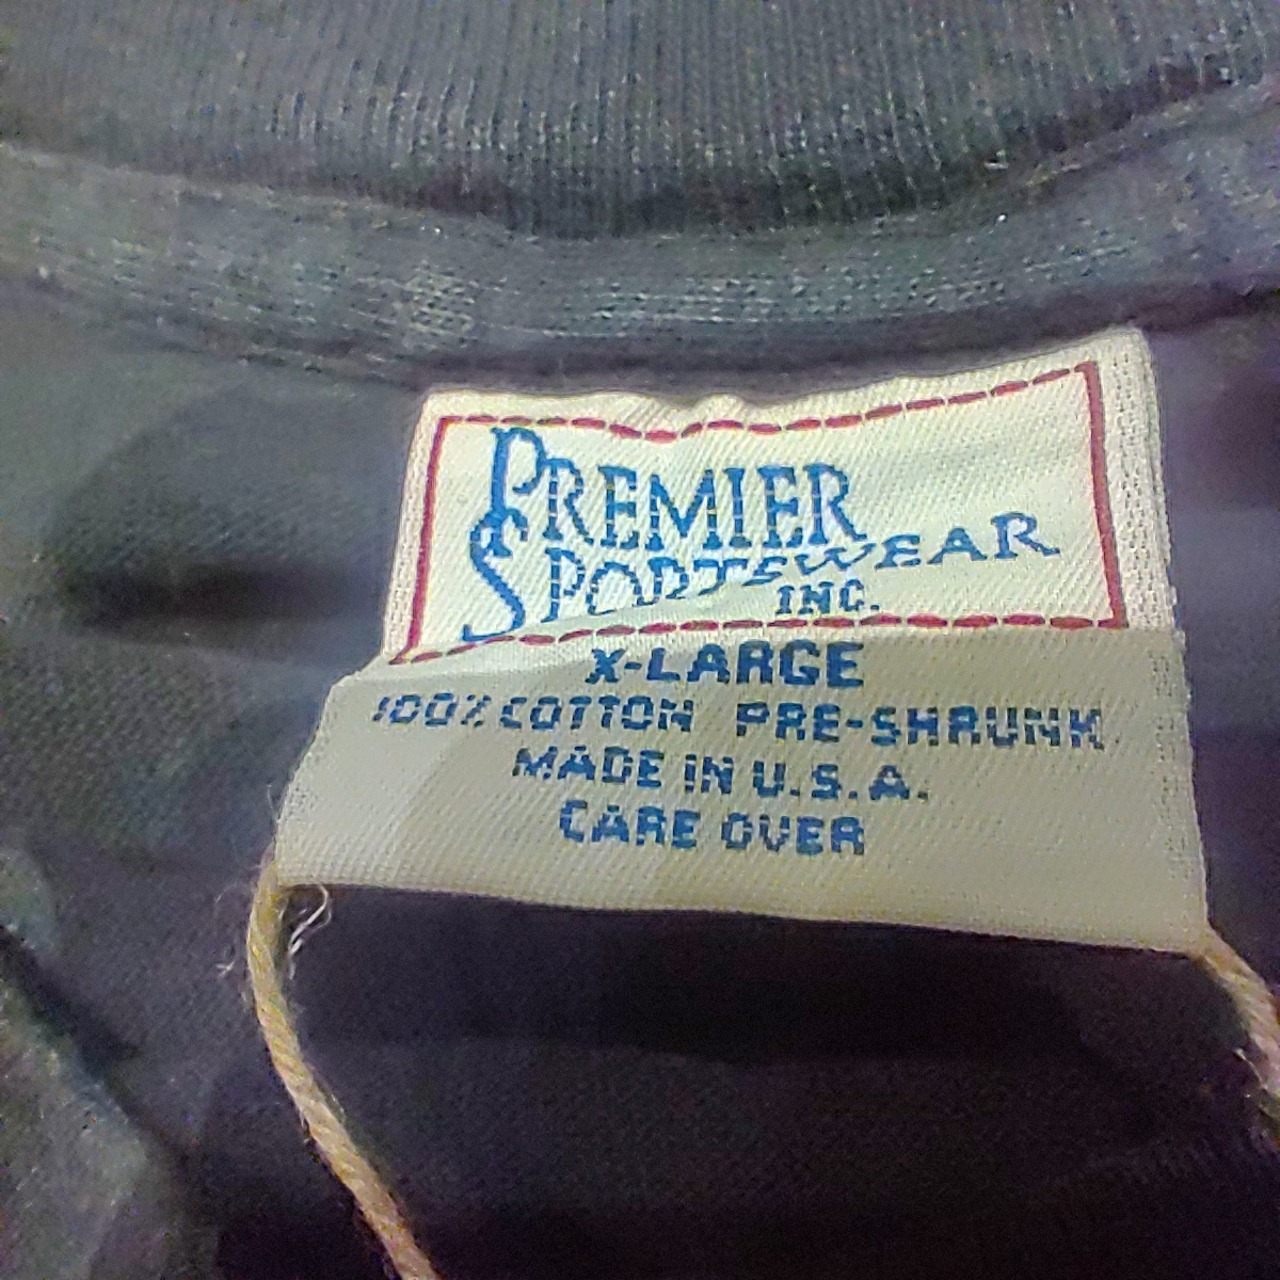 PREMIER
SPORTSWEAR
INC.
X-LARGE
100% COTTON PRE-SHRUNK
MADE IN U.S.A.
CARE OVER